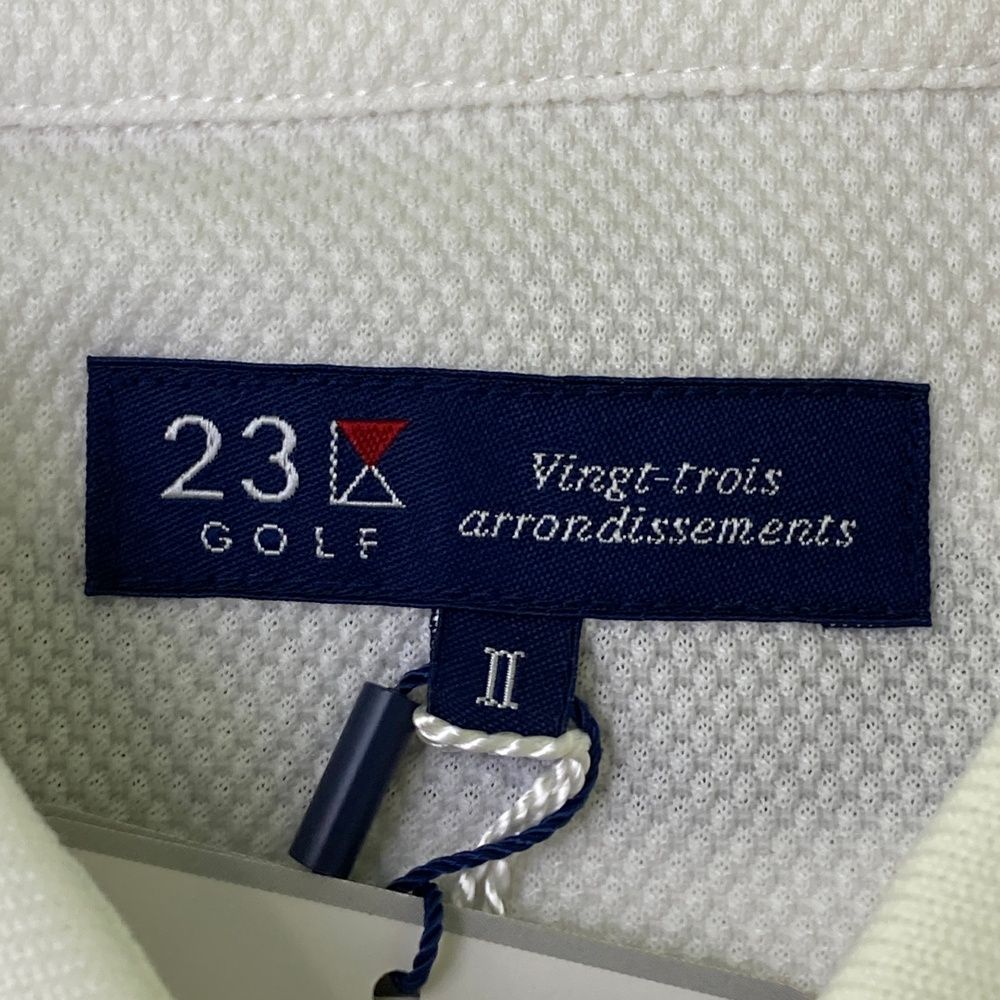 23
GOLF
Vingt-trois
arrondissements
II